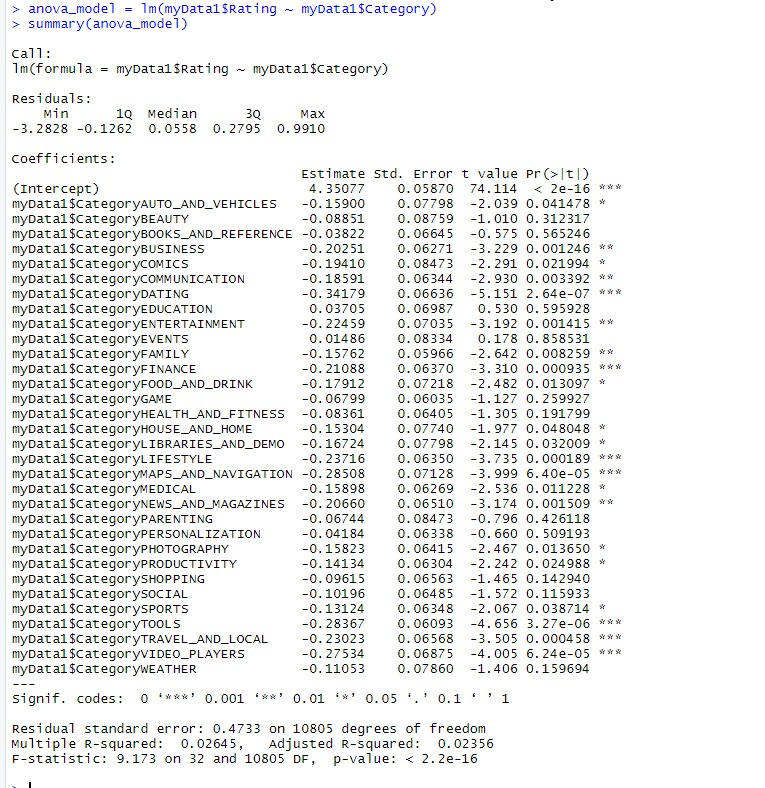 > anova_model = lm(myData1$Rating ~ myData1$Category)
> summary(anova_model)
Call:
lm(formula = myData1$Rating ~ myData1$Category)
Residuals:
Min 1Q Median 3Q Max
-3.2828 -0.1262 0.0558 0.2795 0.9910
Coefficients:
Estimate Std. Error t value Pr(>|t|)
(Intercept) 4.35077 0.05870 74.114 < 2e-16 ***
myData1$CategoryAUTO_AND_VEHICLES -0.15900 0.07798 -2.039 0.041478 *
myData1$CategoryBEAUTY -0.08851 0.08759 -1.010 0.312317
myData1$CategoryBOOKS_AND_REFERENCE -0.03822 0.06645 -0.575 0.565246
myData1$CategoryBUSINESS -0.20251 0.06271 -3.229 0.001246 **
myData1$CategoryCOMICS -0.19410 0.08473 -2.291 0.021994 *
myData1$CategoryCOMMUNICATION -0.18591 0.06344 -2.930 0.003392 **
myData1$CategoryDATING -0.34179 0.06636 -5.151 2.64e-07 ***
myData1$CategoryEDUCATION 0.03705 0.06987 0.530 0.595928
myData1$CategoryENTERTAINMENT -0.22459 0.07035 -3.192 0.001415 **
myData1$CategoryEVENTS 0.01486 0.08334 0.178 0.858531
myData1$CategoryFAMILY -0.15762 0.05966 -2.642 0.008259 **
myData1$CategoryFINANCE -0.21088 0.06370 -3.310 0.000935 ***
myData1$CategoryFOOD_AND_DRINK -0.17912 0.07218 -2.482 0.013097 *
myData1$CategoryGAME -0.06799 0.06035 -1.127 0.259927
myData1$CategoryHEALTH_AND_FITNESS -0.08361 0.06405 -1.305 0.191799
myData1$CategoryHOUSE_AND_HOME -0.15304 0.07740 -1.977 0.048048 *
myData1$CategoryLIBRARIES_AND_DEMO -0.16724 0.07798 -2.145 0.032009 *
myData1$CategoryLIFESTYLE -0.23716 0.06350 -3.735 0.000189 ***
myData1$CategoryMAPS_AND_NAVIGATION -0.28508 0.07128 -3.999 6.40e-05 ***
myData1$CategoryMEDICAL -0.15898 0.06269 -2.536 0.011228 *
myData1$CategoryNEWS_AND_MAGAZINES -0.20660 0.06510 -3.174 0.001509 **
myData1$CategoryPARENTING -0.06744 0.08473 -0.796 0.426118
myData1$CategoryPERSONALIZATION -0.04184 0.06338 -0.660 0.509193
myData1$CategoryPHOTOGRAPHY -0.15823 0.06415 -2.467 0.013650 *
myData1$CategoryPRODUCTIVITY -0.14134 0.06304 -2.242 0.024988 *
myData1$CategorySHOPPING -0.09615 0.06563 -1.465 0.142940
myData1$CategorySOCIAL -0.10196 0.06485 -1.572 0.115933
myData1$CategorySPORTS -0.13124 0.06348 -2.067 0.038714 *
myData1$CategoryTOOLS -0.28367 0.06093 -4.656 3.27e-06 ***
myData1$CategoryTRAVEL_AND_LOCAL -0.23023 0.06568 -3.505 0.000458 ***
myData1$CategoryVIDEO_PLAYERS -0.27534 0.06875 -4.005 6.24e-05 ***
myData1$CategoryWEATHER -0.11053 0.07860 -1.406 0.159694
---
Signif. codes: 0 ‘***’ 0.001 ‘**’ 0.01 ‘*’ 0.05 ‘.’ 0.1 ‘ ’ 1
Residual standard error: 0.4733 on 10805 degrees of freedom
Multiple R-squared: 0.02645, Adjusted R-squared: 0.02356
F-statistic: 9.173 on 32 and 10805 DF, p-value: < 2.2e-16
>